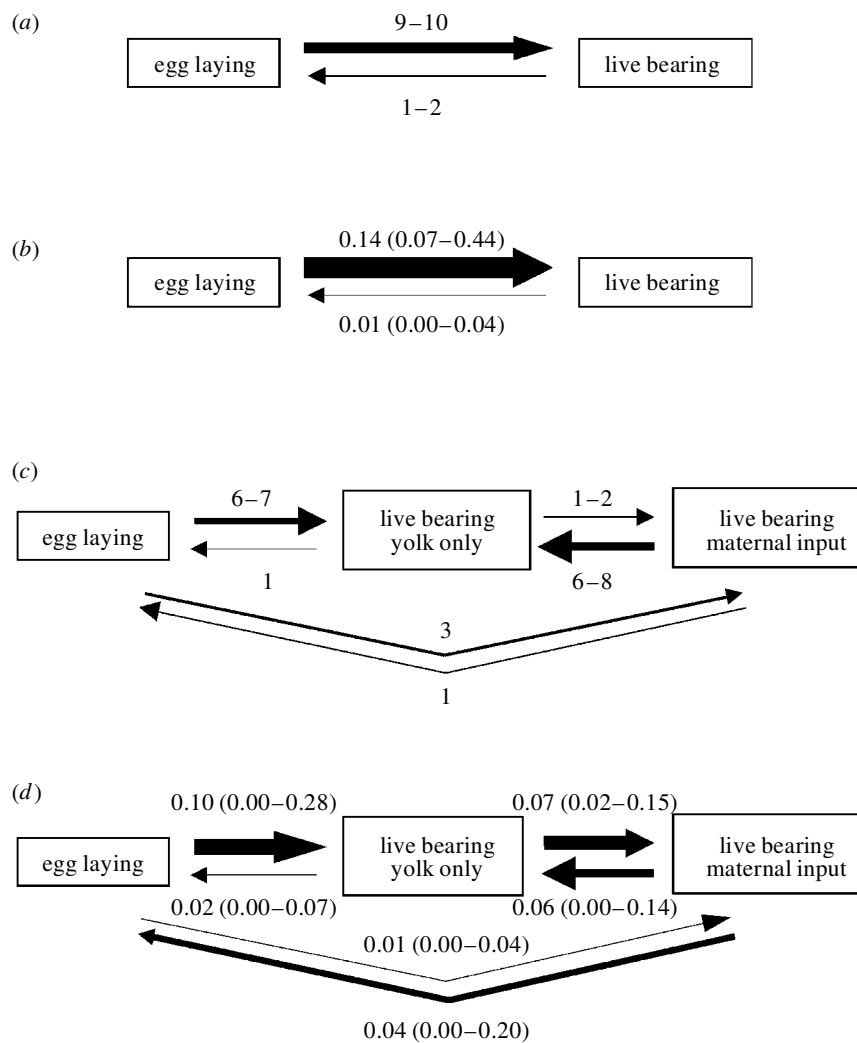 (a)
9–10
egg laying
live bearing
1–2
(b)
0.14 (0.07–0.44)
egg laying
live bearing
0.01 (0.00–0.04)
(c)
6–7
1–2
egg laying
live bearing
yolk only
live bearing
maternal input
1
6–8
3
1
(d)
0.10 (0.00–0.28)
0.07 (0.02–0.15)
egg laying
live bearing
yolk only
live bearing
maternal input
0.02 (0.00–0.07)
0.06 (0.00–0.14)
0.01 (0.00–0.04)
0.04 (0.00–0.20)